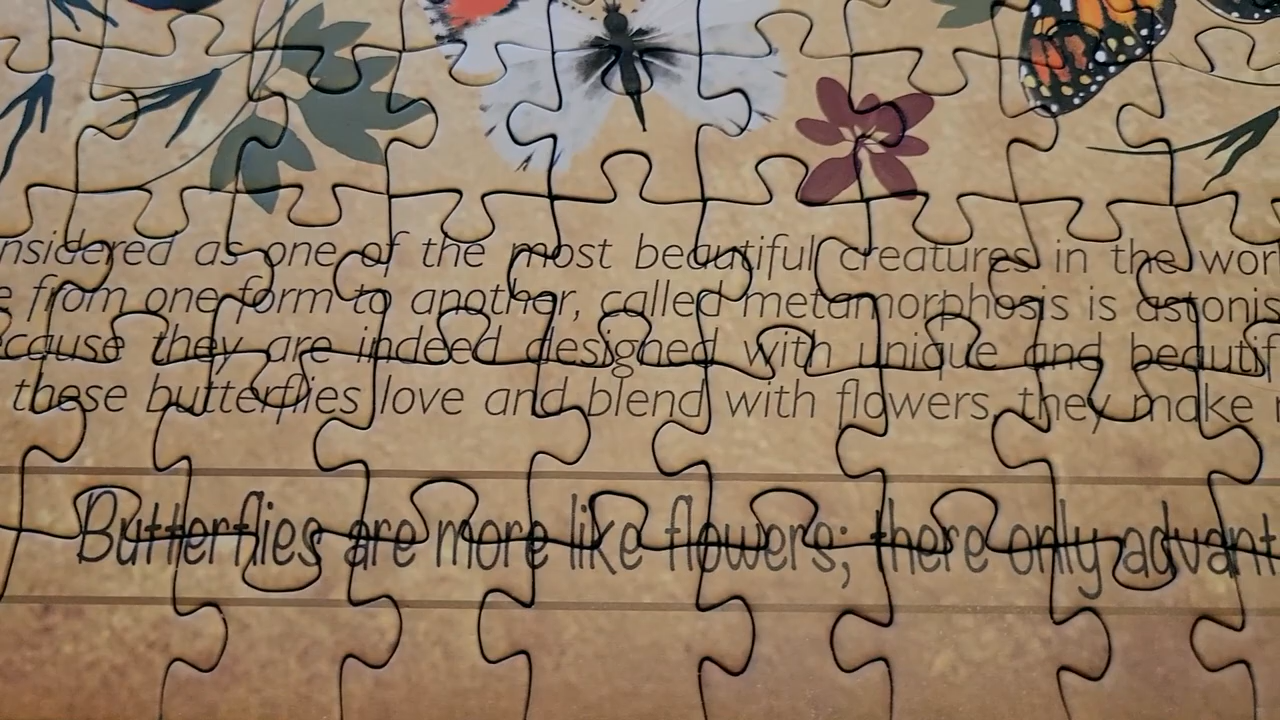 nsidered as one of the most beautiful creatures in the wor
e from one form to another, called metamorphosis is astonis
ecause they are indeed designed with unique and beautif
these butterflies love and blend with flowers, they make
Butterflies are more like flowers; there only advant